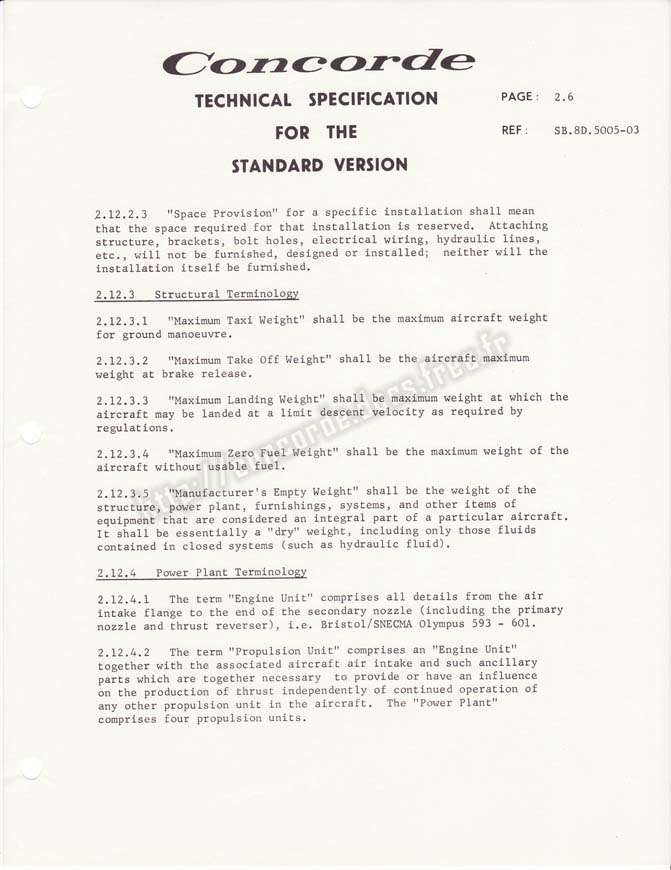 Concorde
TECHNICAL SPECIFICATION
FOR THE
STANDARD VERSION
PAGE: 2.6
REF: SB.8D.5005-03
2.12.2.3 "Space Provision" for a specific installation shall mean
that the space required for that installation is reserved. Attaching
structure, brackets, bolt holes, electrical wiring, hydraulic lines,
etc., will not be furnished, designed or installed; neither will the
installation itself be furnished.
2.12.3 Structural Terminology
2.12.3.1 "Maximum Taxi Weight" shall be the maximum aircraft weight
for ground manoeuvre.
2.12.3.2 "Maximum Take Off Weight" shall be the aircraft maximum
weight at brake release.
2.12.3.3 "Maximum Landing Weight" shall be maximum weight at which the
aircraft may be landed at a limit descent velocity as required by
regulations.
2.12.3.4 "Maximum Zero Fuel Weight" shall be the maximum weight of the
aircraft without usable fuel.
2.12.3.5 "Manufacturer's Empty Weight" shall be the weight of the
structure, power plant, furnishings, systems, and other items of
equipment that are considered an integral part of a particular aircraft.
It shall be essentially a "dry" weight, including only those fluids
contained in closed systems (such as hydraulic fluid).
2.12.4 Power Plant Terminology
2.12.4.1 The term "Engine Unit" comprises all details from the air
intake flange to the end of the secondary nozzle (including the primary
nozzle and thrust reverser), i.e. Bristol/SNECMA Olympus 593 - 601.
2.12.4.2 The term "Propulsion Unit" comprises an "Engine Unit"
together with the associated aircraft air intake and such ancillary
parts which are together necessary to provide or have an influence
on the production of thrust independently of continued operation of
any other propulsion unit in the aircraft. The "Power Plant"
comprises four propulsion units.
http://concorde.docs.free.fr